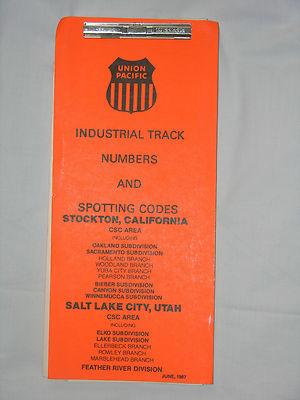 UNION
PACIFIC
INDUSTRIAL TRACK
NUMBERS
AND
SPOTTING CODES
STOCKTON, CALIFORNIA
CSC AREA
INCLUDING
OAKLAND SUBDIVISION
SACRAMENTO SUBDIVISION
HOLLAND BRANCH
WOODLAND BRANCH
YUBA CITY BRANCH
PEARSON BRANCH
BIEBER SUBDIVISION
CANYON SUBDIVISION
WINNEMUCCA SUBDIVISION
SALT LAKE CITY, UTAH
CSC AREA
INCLUDING
ELKO SUBDIVISION
LAKE SUBDIVISION
ELLERBECK BRANCH
ROWLEY BRANCH
MARBLEHEAD BRANCH
FEATHER RIVER DIVISION
JUNE, 1987